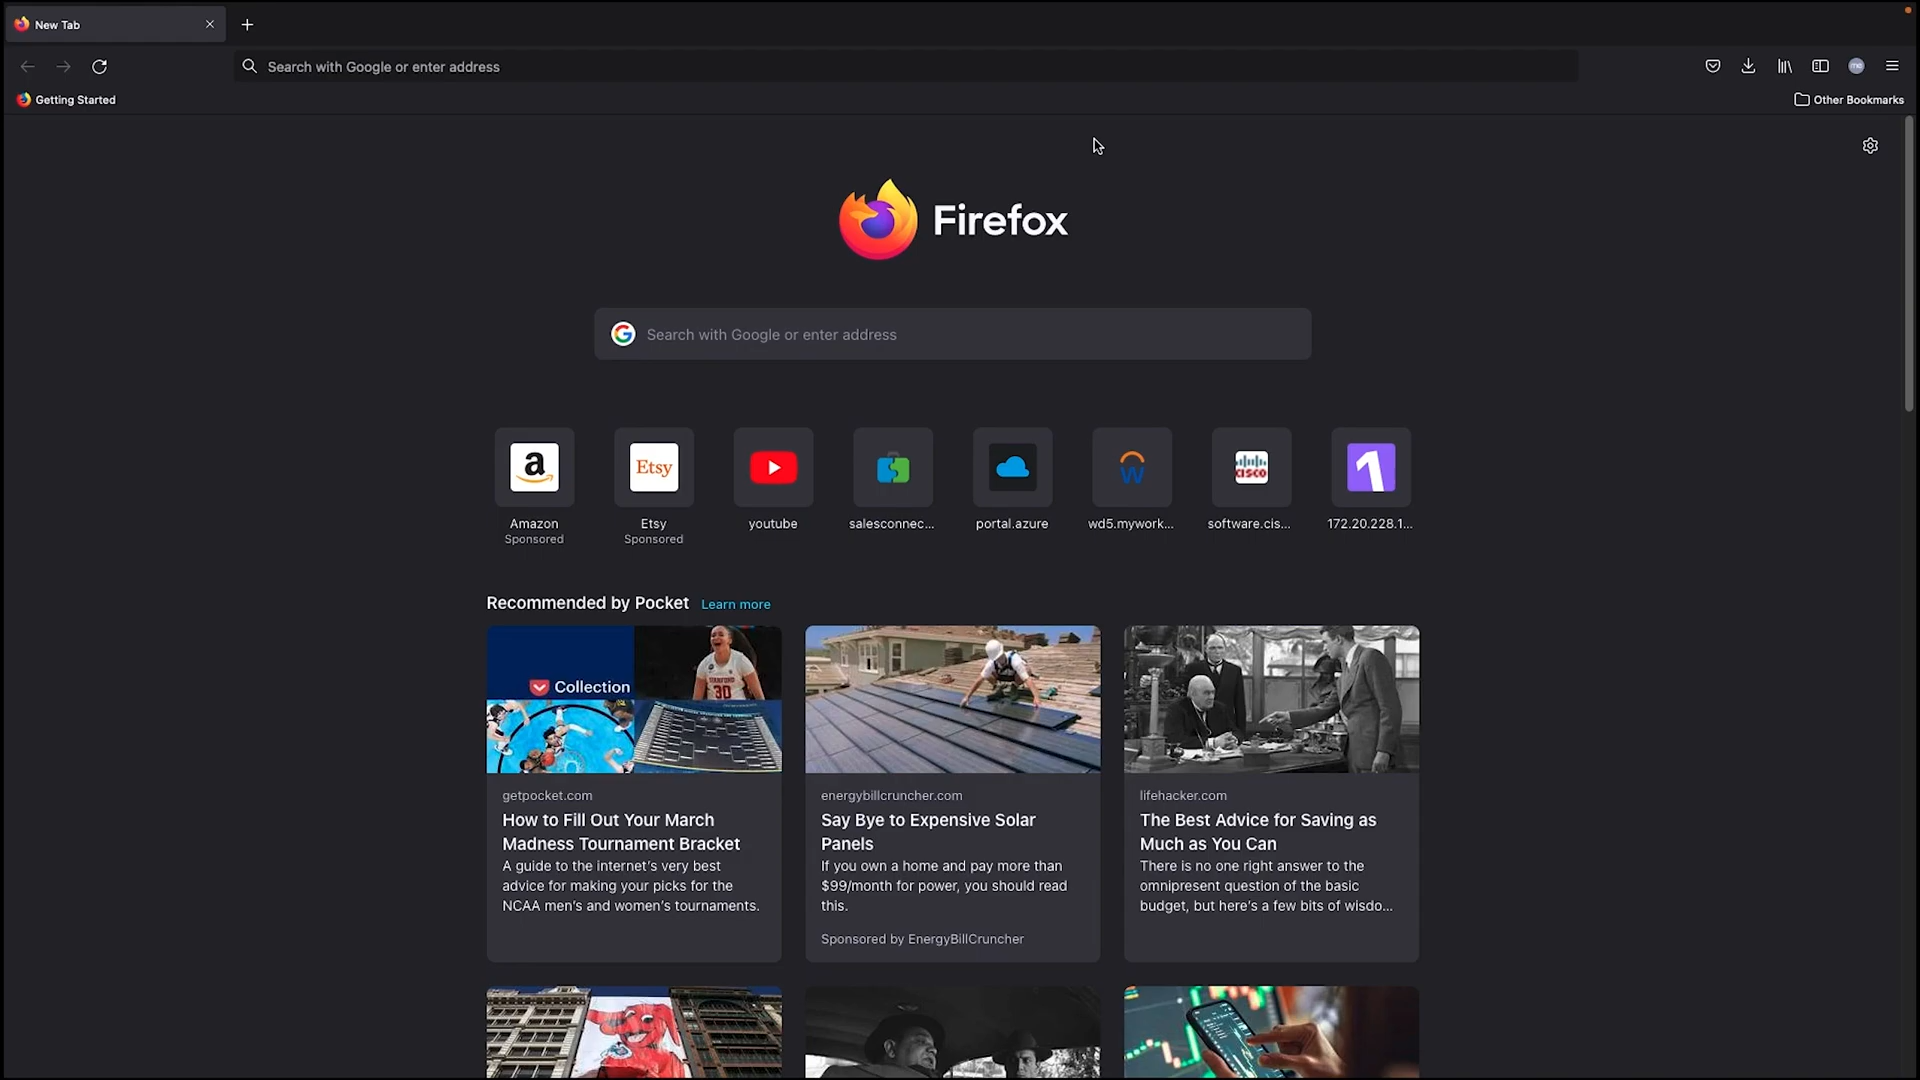 New Tab
Search with Google or enter address
Getting Started
Other Bookmarks
Firefox
Search with Google or enter address
a
Etsy
W
CISCO
1
Amazon
Sponsored
Etsy
Sponsored
youtube
salesconnec...
portal.azure
wd5.mywork...
software.cis...
172.20.228.1...
Recommended by Pocket Learn more
Collection
STANFORD
30
getpocket.com
How to Fill Out Your March
Madness Tournament Bracket
A guide to the internet's very best
advice for making your picks for the
NCAA men's and women's tournaments.
energybillcruncher.com
Say Bye to Expensive Solar
Panels
If you own a home and pay more than
$99/month for power, you should read
this.
Sponsored by EnergyBillCruncher
lifehacker.com
The Best Advice for Saving as
Much as You Can
There is no one right answer to the
omnipresent question of the basic
budget, but here's a few bits of wisdo...